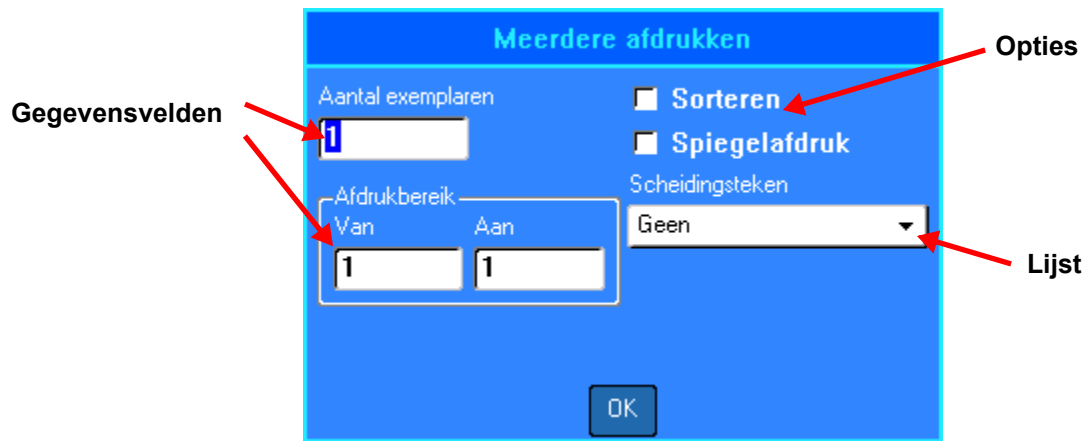 Meerdere afdrukken
Opties
Gegevensvelden
Aantal exemplaren
1
Sorteren
Spiegelafdruk
Afdrukbereik
Van Aan
1 1
Scheidingsteken
Geen
Lijst
OK